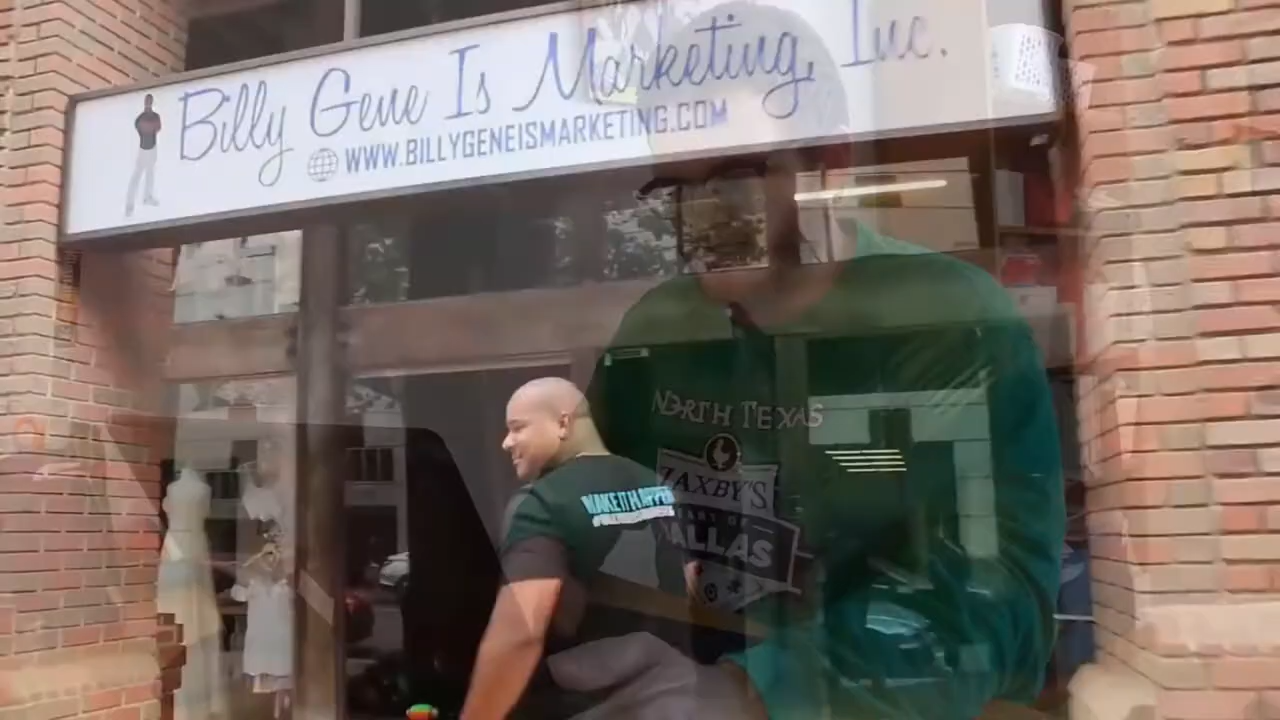 Billy Gene Is Marketing, Inc.
WWW.BILLYGENEISMARKETING.COM
NORTH TEXAS
ZAXBY'S
DALLAS
MAKE IT HAPPEN